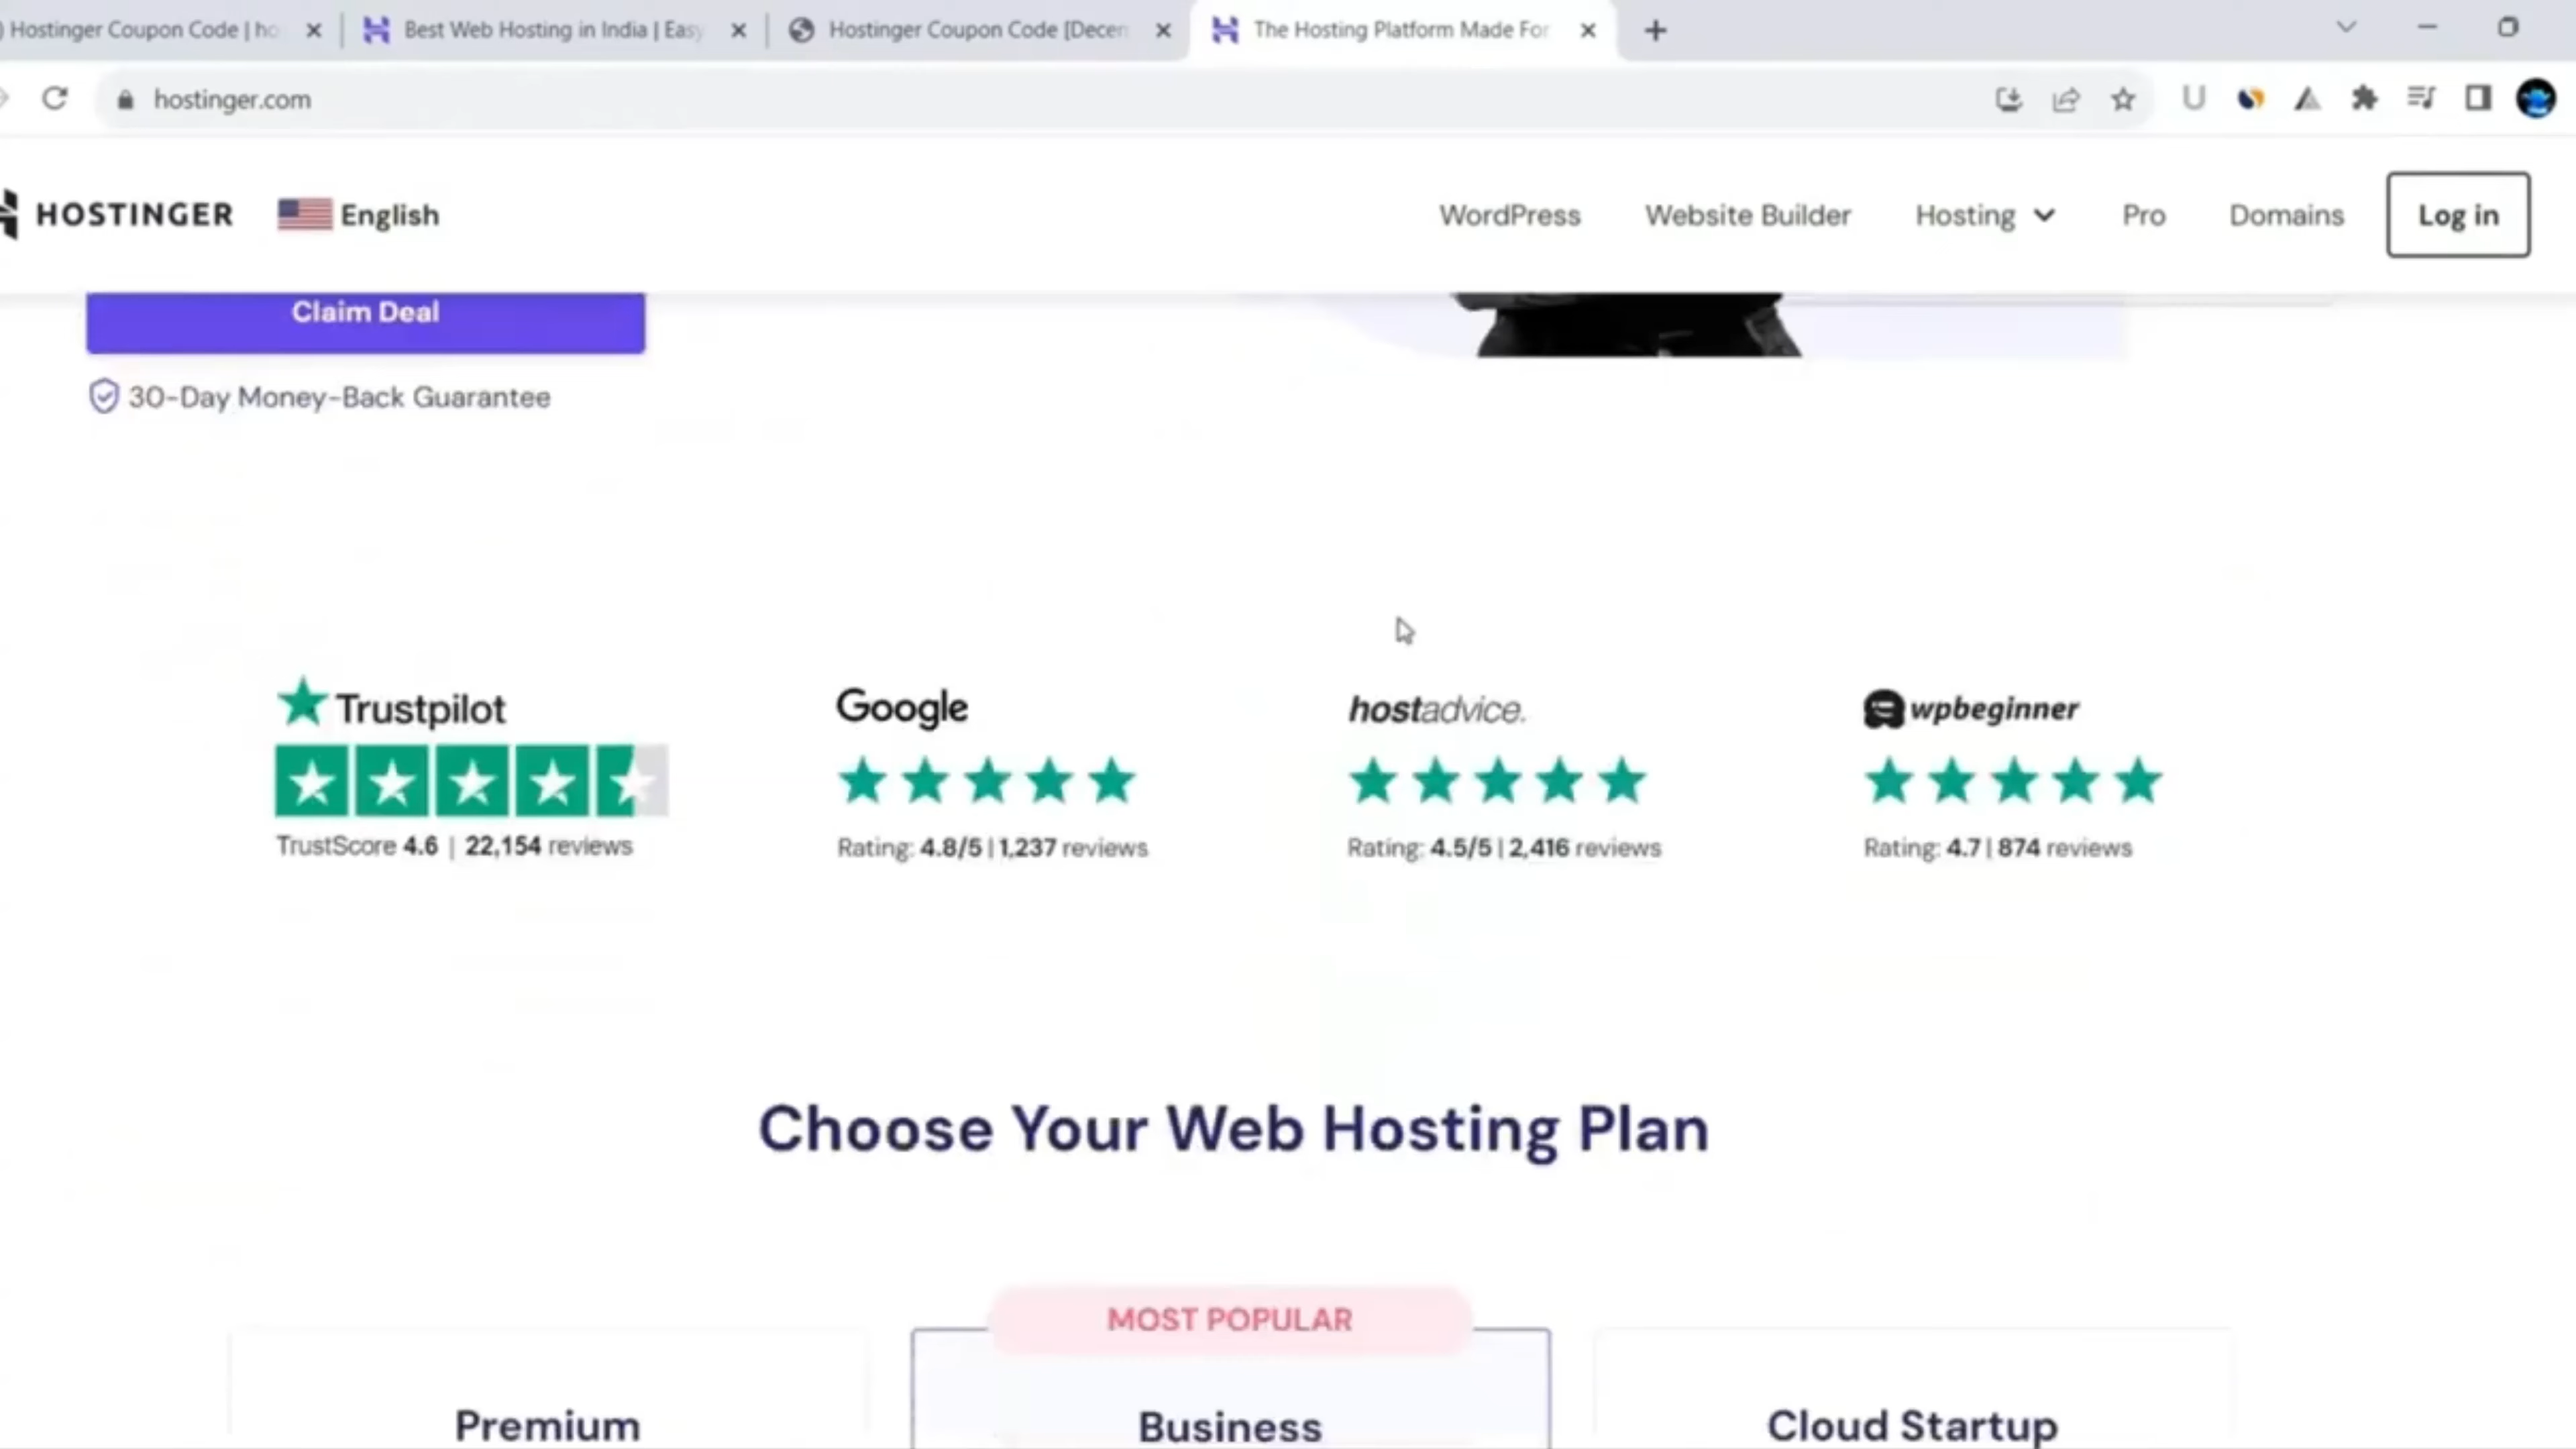 Hostinger Coupon Code | ho
Best Web Hosting in India | Easy
Hostinger Coupon Code [Decem
The Hosting Platform Made For
hostinger.com
HOSTINGER
English
WordPress
Website Builder
Hosting
Pro
Domains
Log in
Claim Deal
30-Day Money-Back Guarantee
Trustpilot
TrustScore 4.6 | 22,154 reviews
Google
Rating: 4.8/5 | 1,237 reviews
hostadvice.
Rating: 4.5/5 | 2,416 reviews
wpbeginner
Rating: 4.7 | 874 reviews
Choose Your Web Hosting Plan
MOST POPULAR
Premium
Business
Cloud Startup